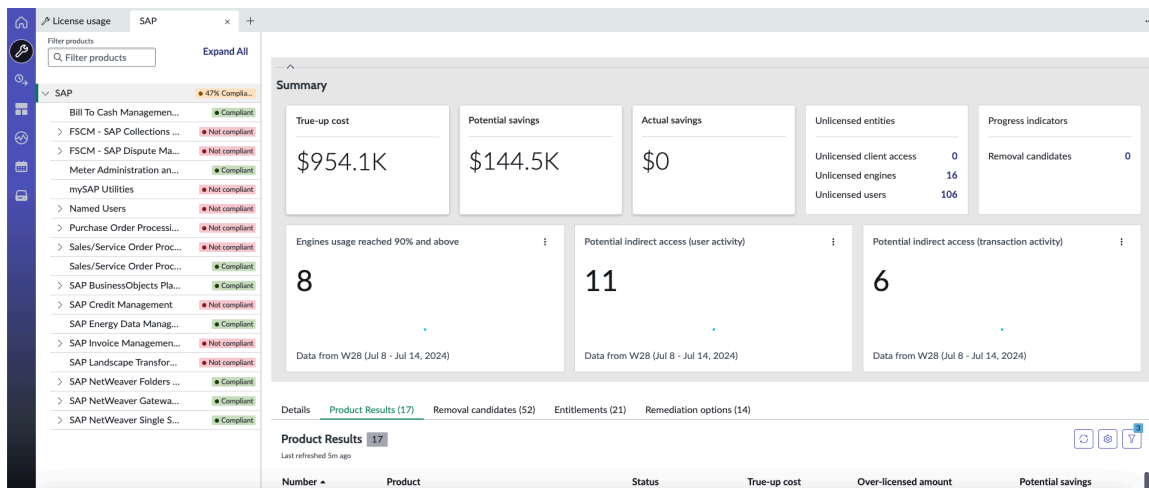 License usage
SAP
Filter products
Filter products
Expand All
SAP
47% Complia...
Bill To Cash Managemen...
Compliant
FSCM - SAP Collections ...
Not compliant
FSCM - SAP Dispute Ma...
Not compliant
Meter Administration an...
Compliant
mySAP Utilities
Not compliant
Named Users
Not compliant
Purchase Order Processi...
Not compliant
Sales/Service Order Proc...
Not compliant
Sales/Service Order Proc...
Compliant
SAP BusinessObjects Pla...
Compliant
SAP Credit Management
Not compliant
SAP Energy Data Manag...
Compliant
SAP Invoice Managemen...
Not compliant
SAP Landscape Transfor...
Not compliant
SAP NetWeaver Folders ...
Compliant
SAP NetWeaver Gatewa...
Compliant
SAP NetWeaver Single S...
Compliant
Summary
True-up cost
$954.1K
Potential savings
$144.5K
Actual savings
$0
Unlicensed entities
Unlicensed client access 0
Unlicensed engines 16
Unlicensed users 106
Progress indicators
Removal candidates 0
Engines usage reached 90% and above
8
Data from W28 (Jul 8 - Jul 14, 2024)
Potential indirect access (user activity)
11
Data from W28 (Jul 8 - Jul 14, 2024)
Potential indirect access (transaction activity)
6
Data from W28 (Jul 8 - Jul 14, 2024)
Details Product Results (17) Removal candidates (52) Entitlements (21) Remediation options (14)
Product Results 17
3
Last refreshed 5m ago
Number Product Status True-up cost Over-licensed amount Potential savings